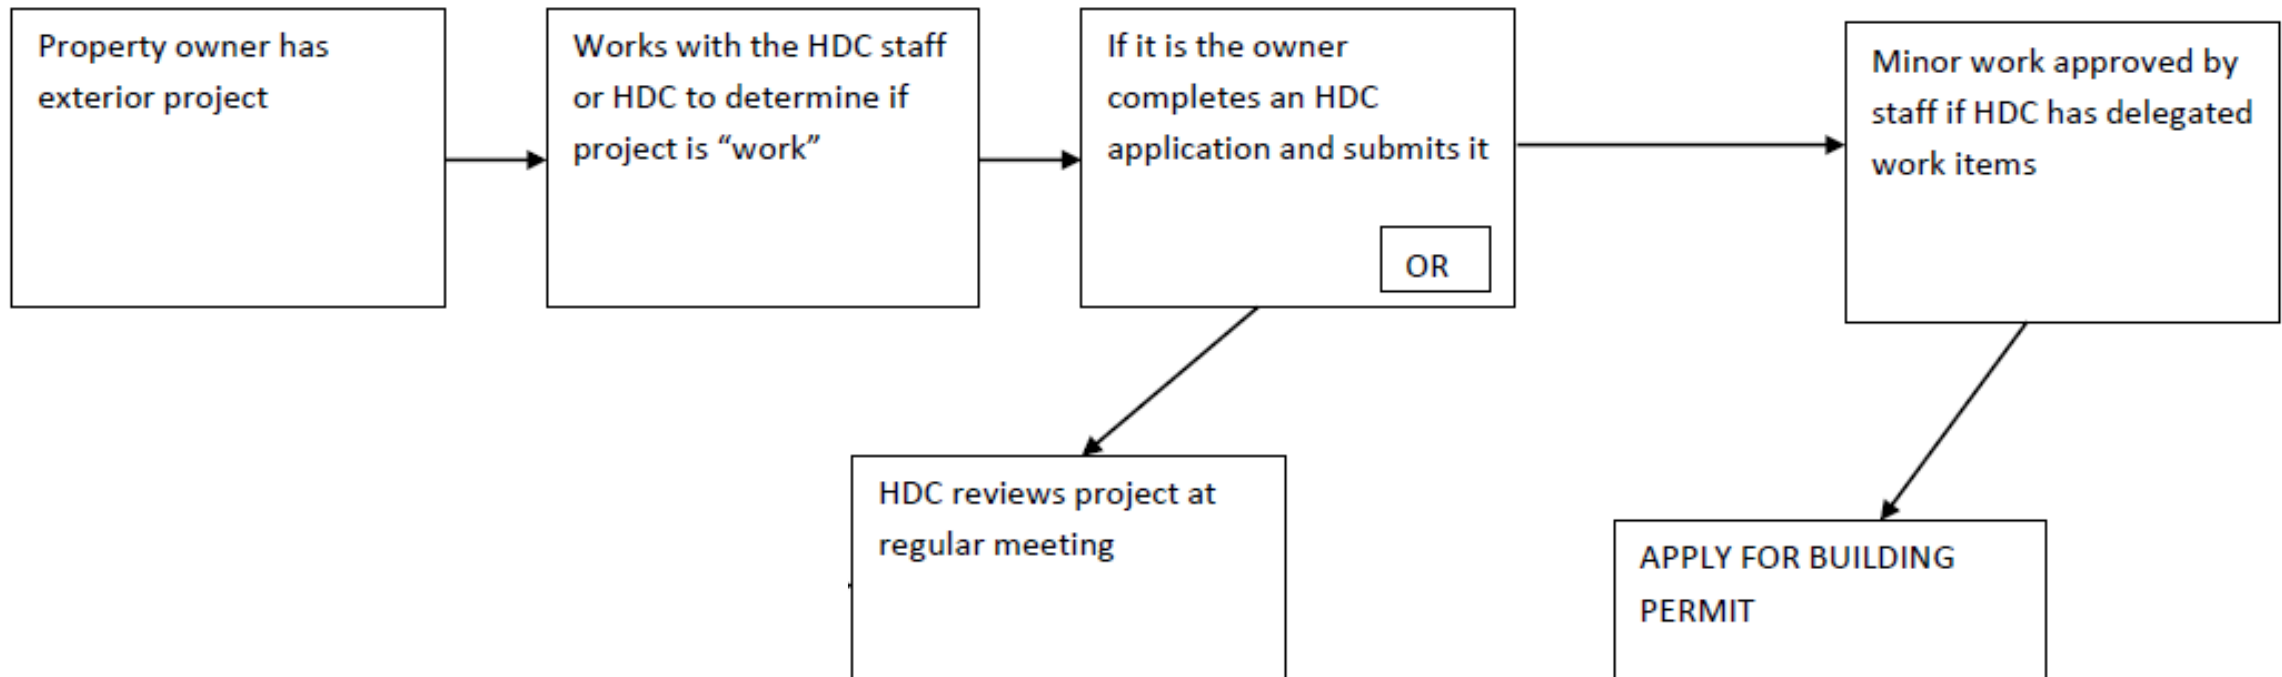 Property owner has
exterior project
Works with the HDC staff
or HDC to determine if
project is “work”
If it is the owner
completes an HDC
application and submits it
OR
Minor work approved by
staff if HDC has delegated
work items
HDC reviews project at
regular meeting
APPLY FOR BUILDING
PERMIT